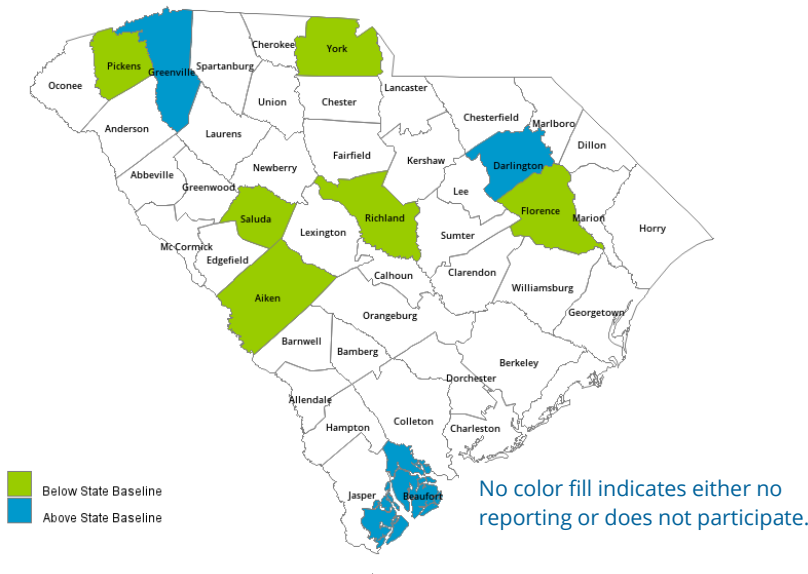 York
Cherokee
Pickens
Greenville
Spartanburg
Oconee
Lancaster
Union
Chester
Chesterfield
Marlboro
Anderson
Laurens
Dillon
Fairfield
Kershaw
Darlington
Newberry
Abbeville
Greenwood
Lee
Saluda
Richland
Florence
Marion
Horry
Lexington
Sumter
Mc Cormick
Edgefield
Calhoun
Clarendon
Williamsburg
Aiken
Orangeburg
Georgetown
Barnwell
Bamberg
Berkeley
Dorchester
Allendale
Colleton
Hampton
Charleston
Jasper
Beaufort
Below State Baseline
Above State Baseline
No color fill indicates either no
reporting or does not participate.